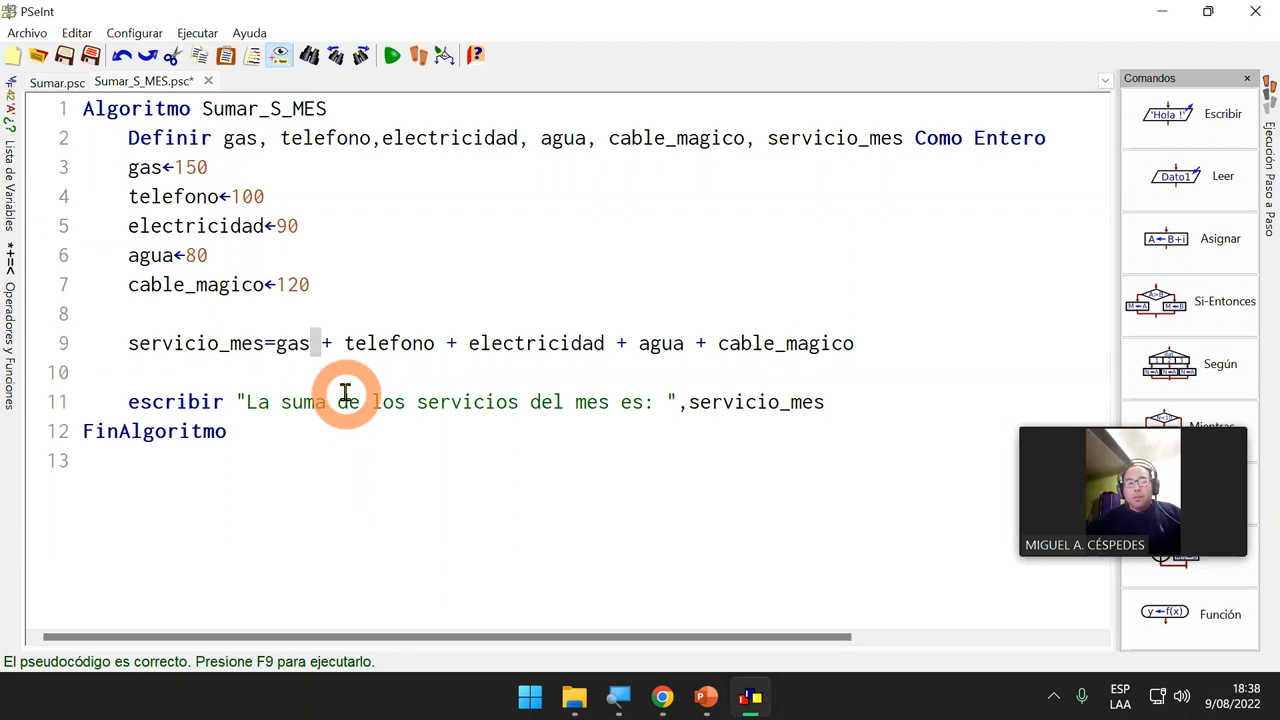 PSeInt
Archivo Editar Configurar Ejecutar Ayuda
Sumar.psc Sumar_S_MES.psc*
Comandos
1 Algoritmo Sumar_S_MES
2 Definir gas, telefono,electricidad, agua, cable_magico, servicio_mes Como Entero
3 gas←150
4 telefono←100
5 electricidad←90
6 agua←80
7 cable_magico←120
8
9 servicio_mes=gas + telefono + electricidad + agua + cable_magico
10
11 escribir "La suma de los servicios del mes es: ",servicio_mes
12 FinAlgoritmo
13
Lista de Variables
Operadores y Funciones
'Hola !' Escribir
Dato1 Leer
A←B+i Asignar
Si-Entonces
Según
Mientras
y←f(x) Función
Ejecución Paso a Paso
MIGUEL A. CÉSPEDES
El pseudocódigo es correcto. Presione F9 para ejecutarlo.
ESP
LAA
18:38
9/08/2022